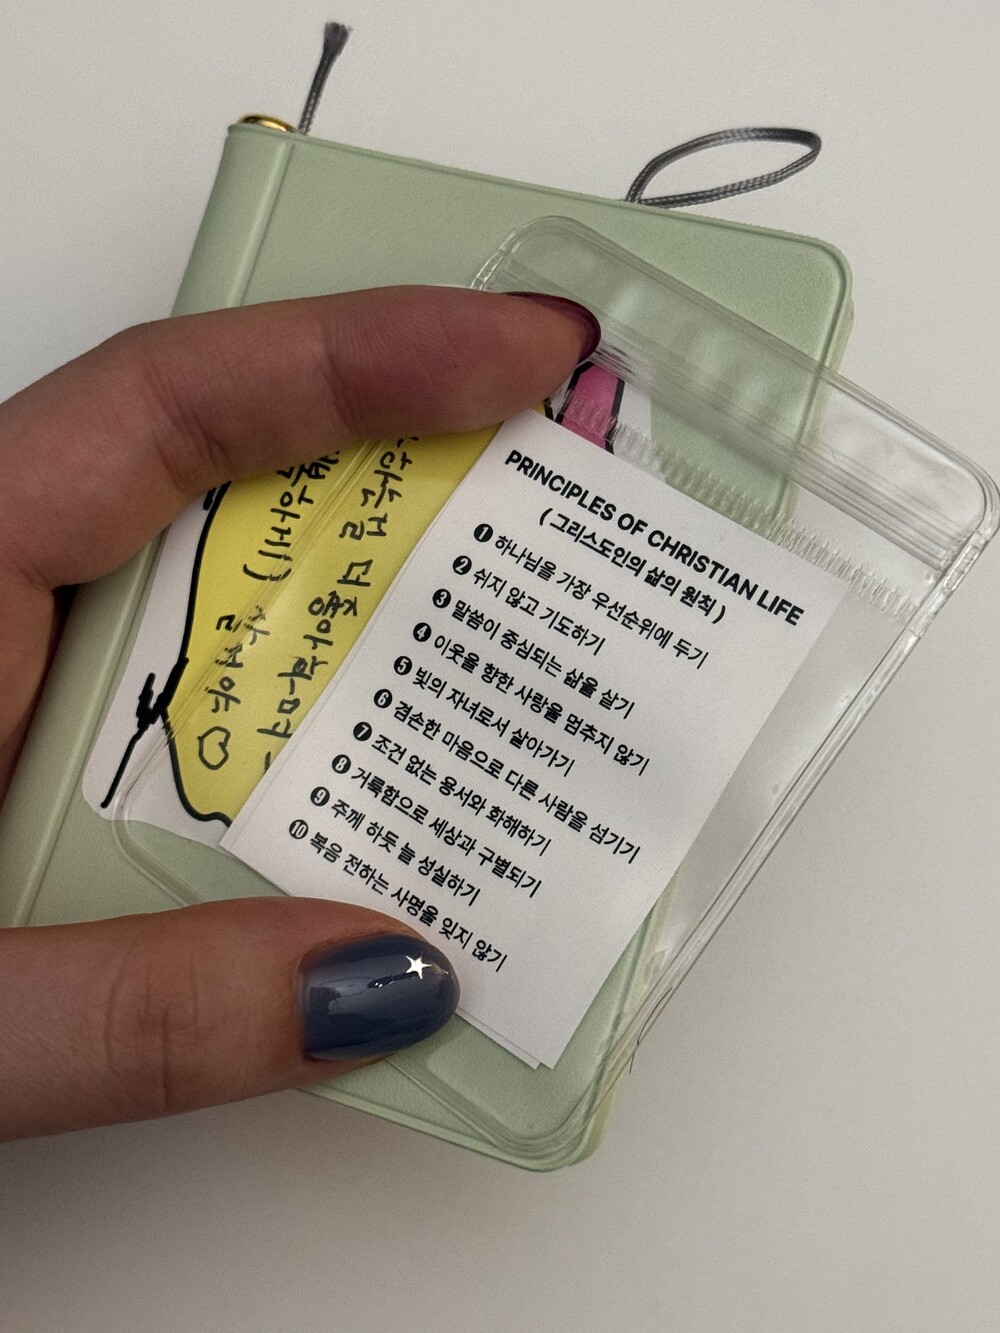 PRINCIPLES OF CHRISTIAN LIFE
(그리스도인의 삶의 원칙)
❶ 하나님을 가장 우선순위에 두기
❷ 쉬지 않고 기도하기
❸ 말씀이 중심되는 삶을 살기
❹ 이웃을 향한 사랑을 멈추지 않기
❺ 빛의 자녀로서 살아가기
❻ 겸손한 마음으로 다른 사람을 섬기기
❼ 조건 없는 용서와 화해하기
❽ 거룩함으로 세상과 구별되기
❾ 주께 하듯 늘 성실하기
❿ 복음 전하는 사명을 잊지 않기